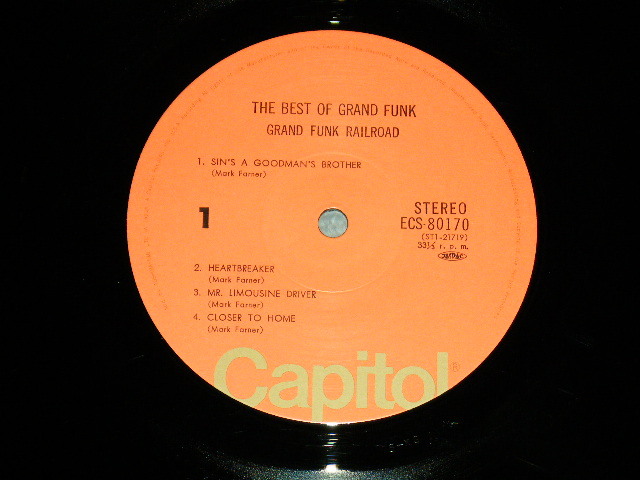 THE BEST OF GRAND FUNK
GRAND FUNK RAILROAD
1. SIN'S A GOODMAN'S BROTHER
(Mark Farner)
1
STEREO
ECS-80170
(ST1-21719)
33⅓ r. p. m.
2. HEARTBREAKER
(Mark Farner)
3. MR. LIMOUSINE DRIVER
(Mark Farner)
4. CLOSER TO HOME
(Mark Farner)
Capitol®